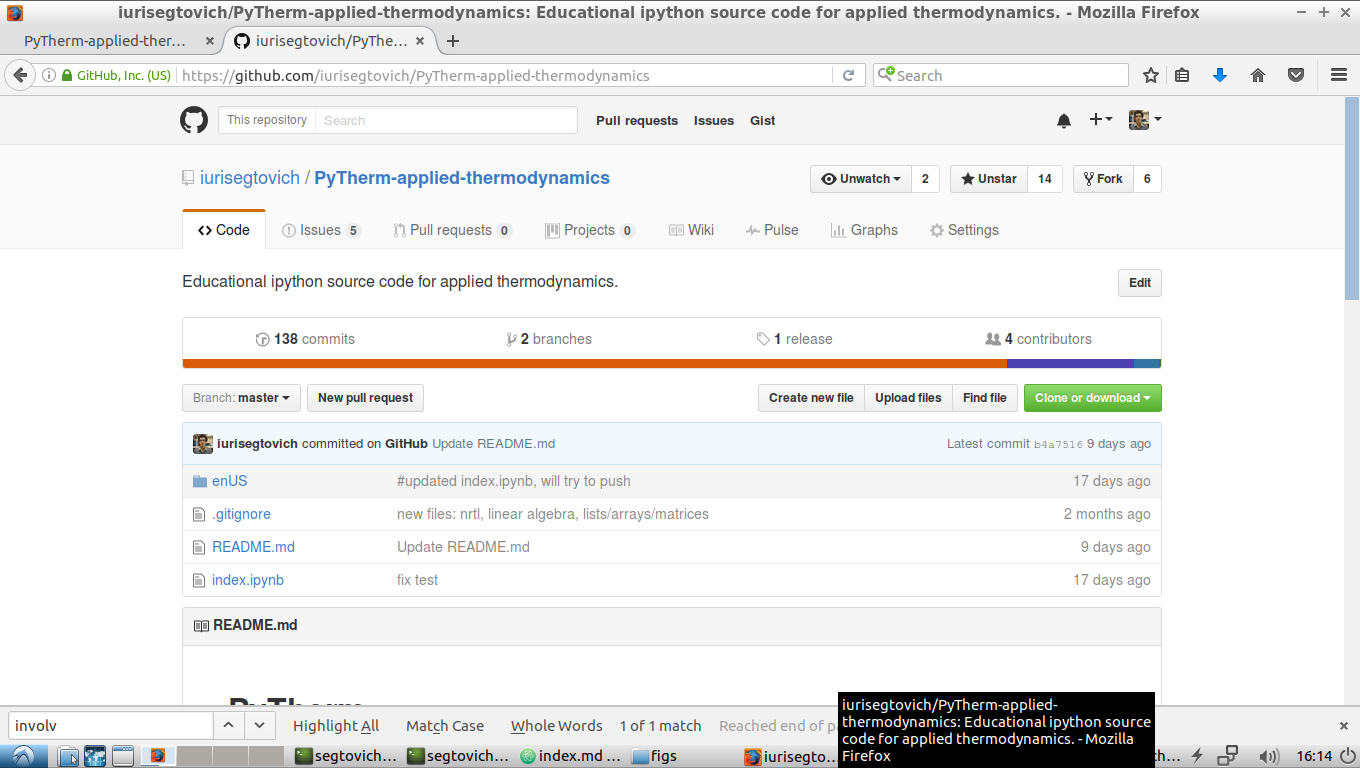 iurisegtovich/PyTherm-applied-thermodynamics: Educational ipython source code for applied thermodynamics. - Mozilla Firefox
PyTherm-applied-ther... × iurisegtovich/PyThe... × +
GitHub, Inc. (US) https://github.com/iurisegtovich/PyTherm-applied-thermodynamics Search
This repository Search Pull requests Issues Gist
iurisegtovich / PyTherm-applied-thermodynamics Unwatch 2 Unstar 14 Fork 6
Code Issues 5 Pull requests 0 Projects 0 Wiki Pulse Graphs Settings
Educational ipython source code for applied thermodynamics. Edit
138 commits 2 branches 1 release 4 contributors
Branch: master New pull request Create new file Upload files Find file Clone or download
iurisegtovich committed on GitHub Update README.md Latest commit b4a7516 9 days ago
enUS #updated index.ipynb, will try to push 17 days ago
.gitignore new files: nrtl, linear algebra, lists/arrays/matrices 2 months ago
README.md Update README.md 9 days ago
index.ipynb fix test 17 days ago
README.md
PyTherm
involv Highlight All Match Case Whole Words 1 of 1 match Reached end of
iurisegtovich/PyTherm-applied-
thermodynamics: Educational ipython source
code for applied thermodynamics. - Mozilla
Firefox
segtovich... segtovich... index.md ... figs iurisegto... 16:14